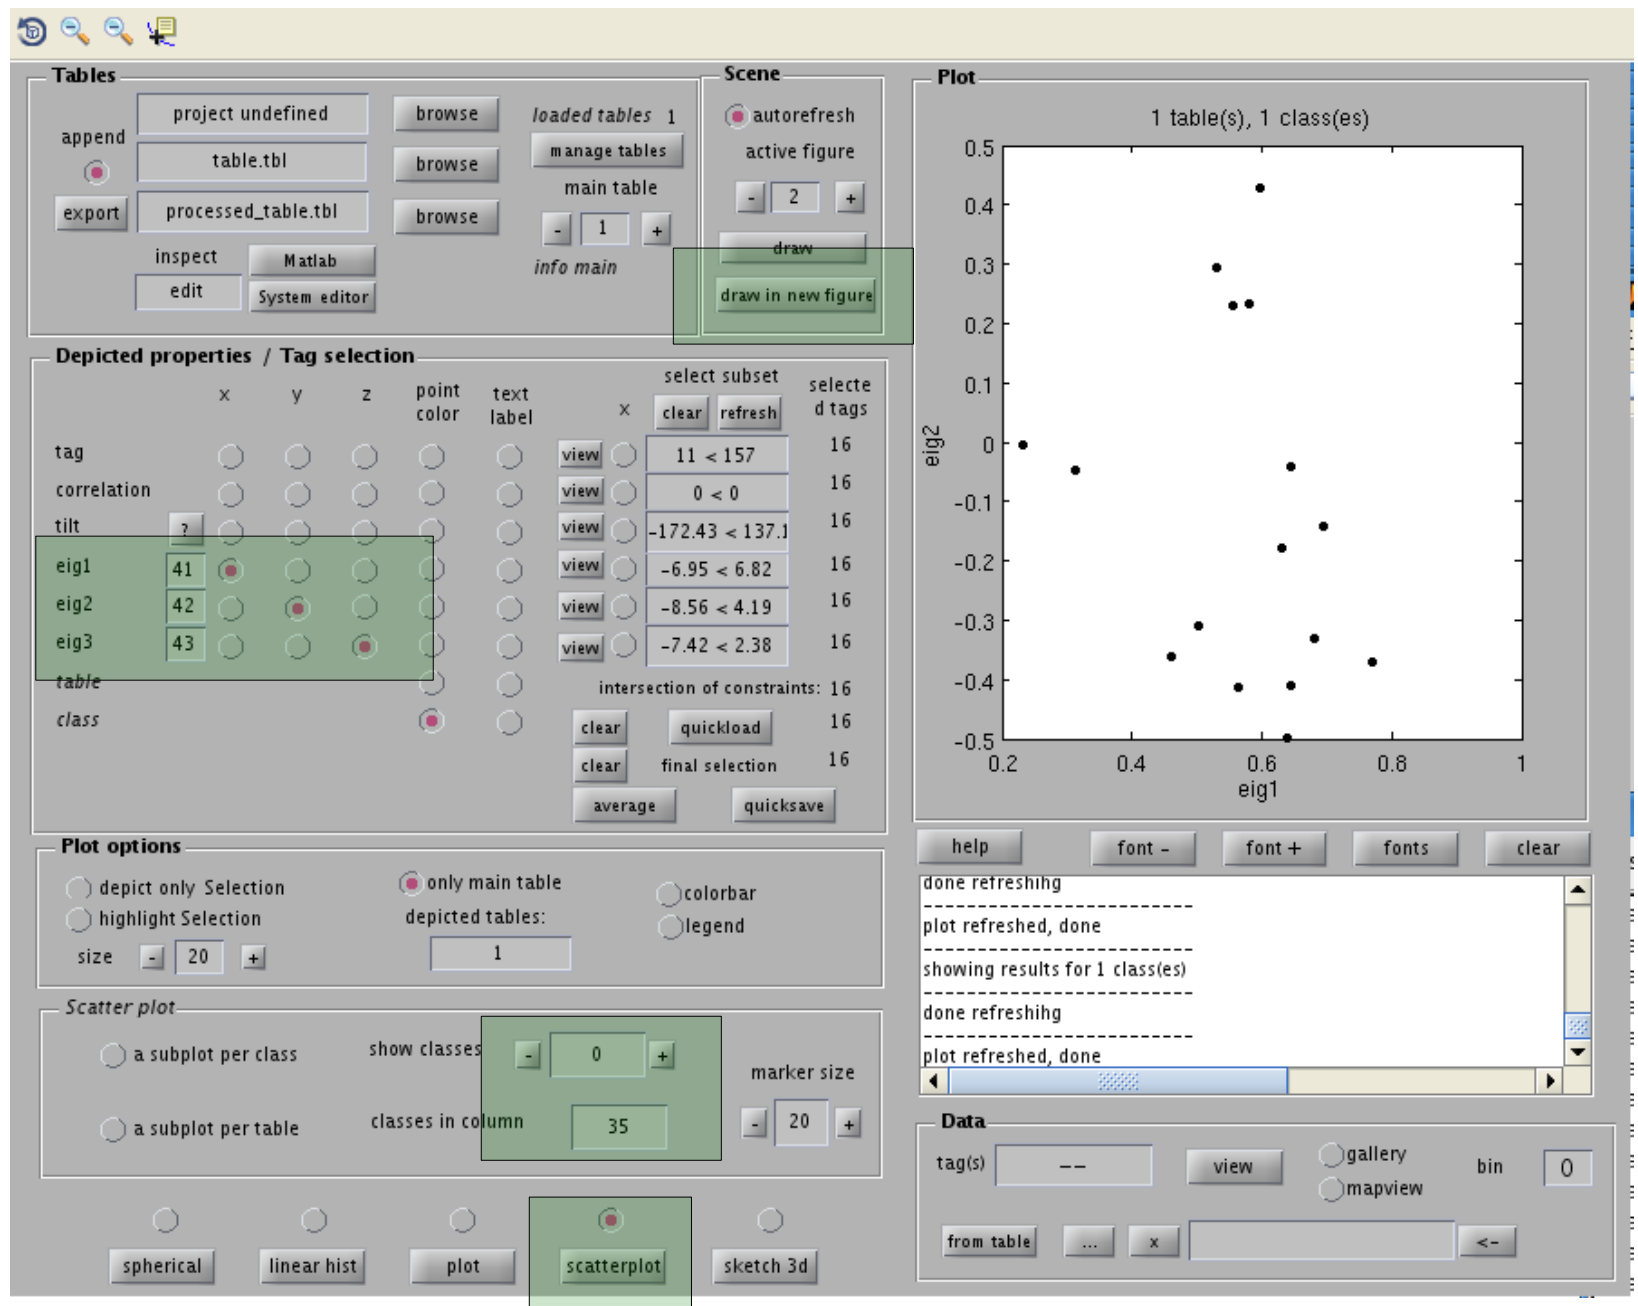 Tables
project undefined
browse
loaded tables 1
append
manage tables
table.tbl
browse
main table
export
processed_table.tbl
browse
- 1 +
inspect
Matlab
info main
edit
System editor
Scene
autorefresh
active figure
- 2 +
draw
draw in new figure
Depicted properties / Tag selection
x y z point color text label x
select subset
clear refresh
selecte
d tags
tag view 11 < 157 16
correlation view 0 < 0 16
tilt ? view -172.43 < 137.1 16
eig1 41 view -6.95 < 6.82 16
eig2 42 view -8.56 < 4.19 16
eig3 43 view -7.42 < 2.38 16
table intersection of constraints: 16
class clear quickload 16
clear final selection 16
average quicksave
Plot options
depict only Selection
only main table
colorbar
highlight Selection
depicted tables:
legend
size - 20 +
1
Scatter plot
a subplot per class
show classes - 0 +
marker size
a subplot per table
classes in column 35
- 20 +
spherical linear hist plot scatterplot sketch 3d
Plot
1 table(s), 1 class(es)
0.5
0.4
0.3
0.2
0.1
0
-0.1
-0.2
-0.3
-0.4
-0.5
eig2
0.2 0.4 0.6 0.8 1
eig1
help font - font + fonts clear
done refreshihg
---------------------------
plot refreshed, done
---------------------------
showing results for 1 class(es)
---------------------------
done refreshihg
---------------------------
plot refreshed, done
Data
tag(s) -- view
gallery
mapview
bin 0
from table ... x <-